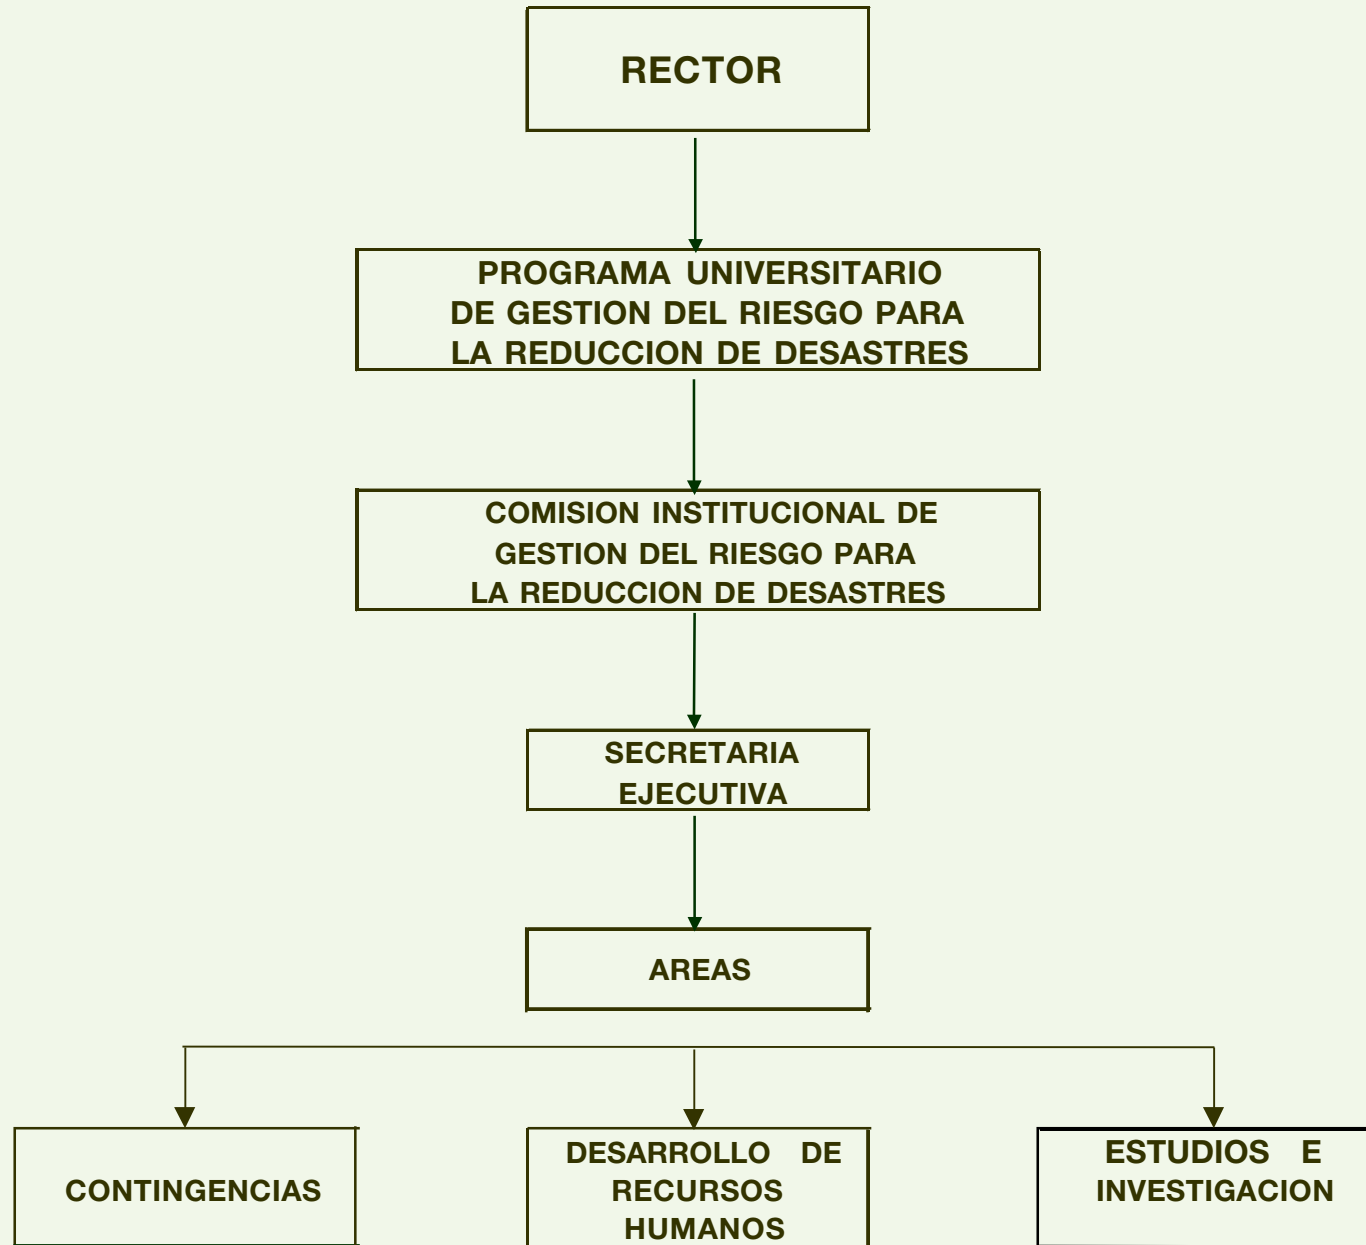 RECTOR
PROGRAMA UNIVERSITARIO
DE GESTION DEL RIESGO PARA
LA REDUCCION DE DESASTRES
COMISION INSTITUCIONAL DE
GESTION DEL RIESGO PARA
LA REDUCCION DE DESASTRES
SECRETARIA
EJECUTIVA
AREAS
CONTINGENCIAS
DESARROLLO DE
RECURSOS
HUMANOS
ESTUDIOS E
INVESTIGACION